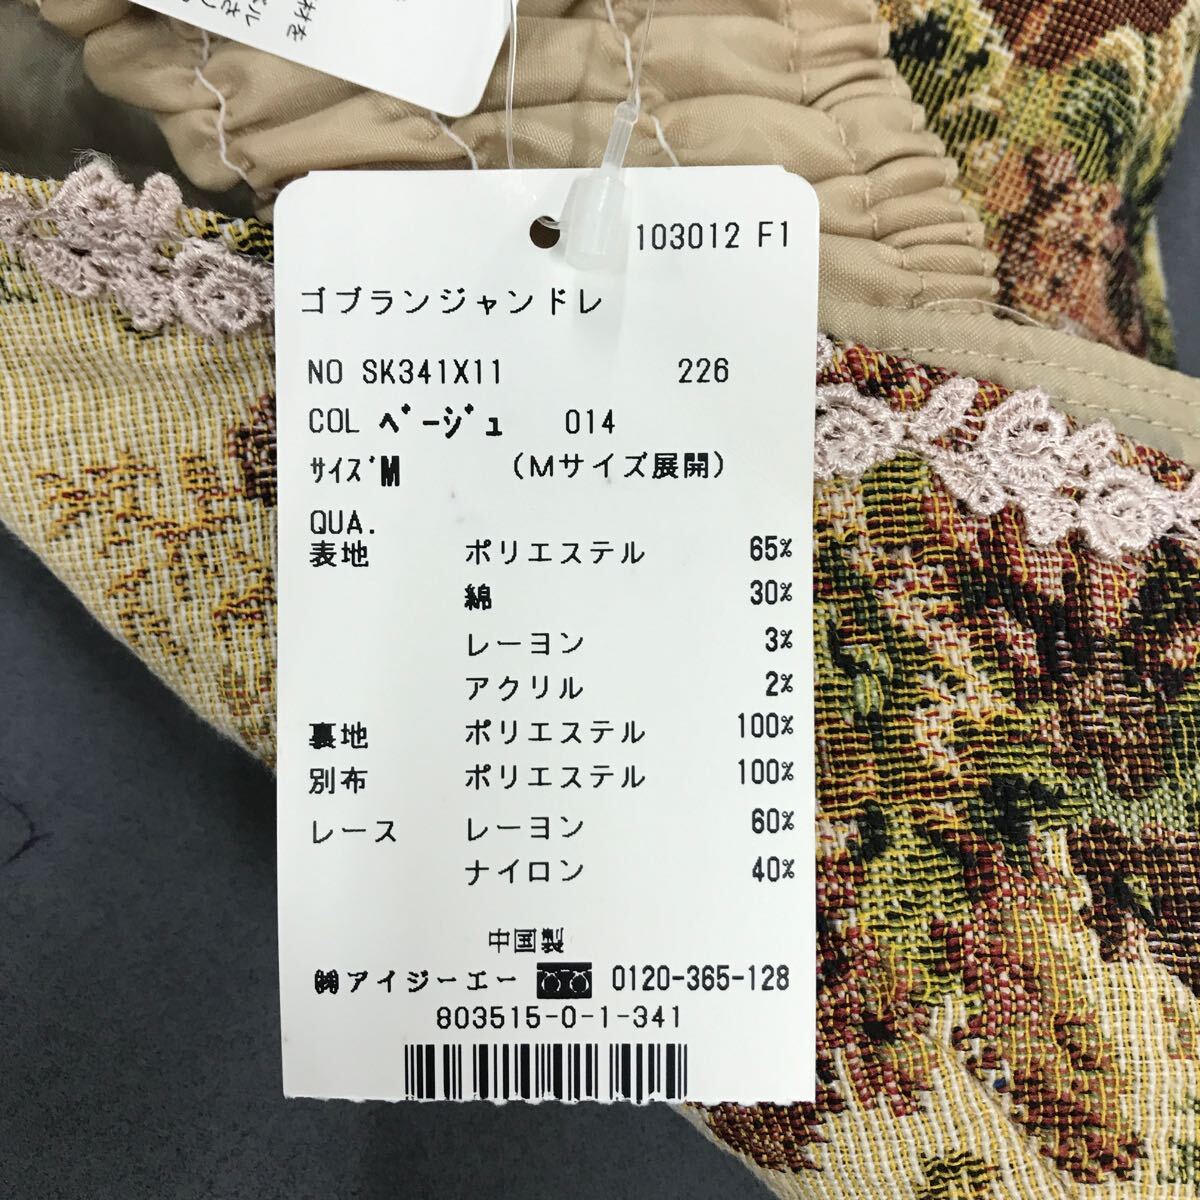 材を
103012 F1
ゴブランジャンドレ
NO SK341X11 226
COL ベージュ 014
サイズ M （Mサイズ展開）
QUA.
表地 ポリエステル 65%
綿 30%
レーヨン 3%
アクリル 2%
裏地 ポリエステル 100%
別布 ポリエステル 100%
レース レーヨン 60%
ナイロン 40%
中国製
㈱アイジーエー 0120-365-128
803515-0-1-341